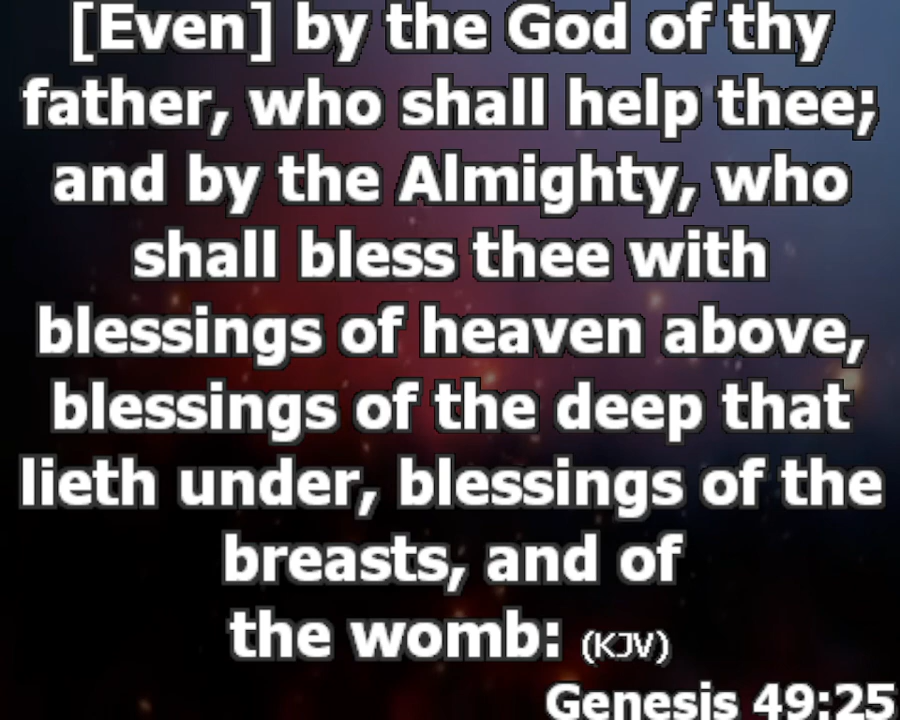 [Even] by the God of thy
father, who shall help thee;
and by the Almighty, who
shall bless thee with
blessings of heaven above,
blessings of the deep that
lieth under, blessings of the
breasts, and of
the womb: (KJV)
Genesis 49:25